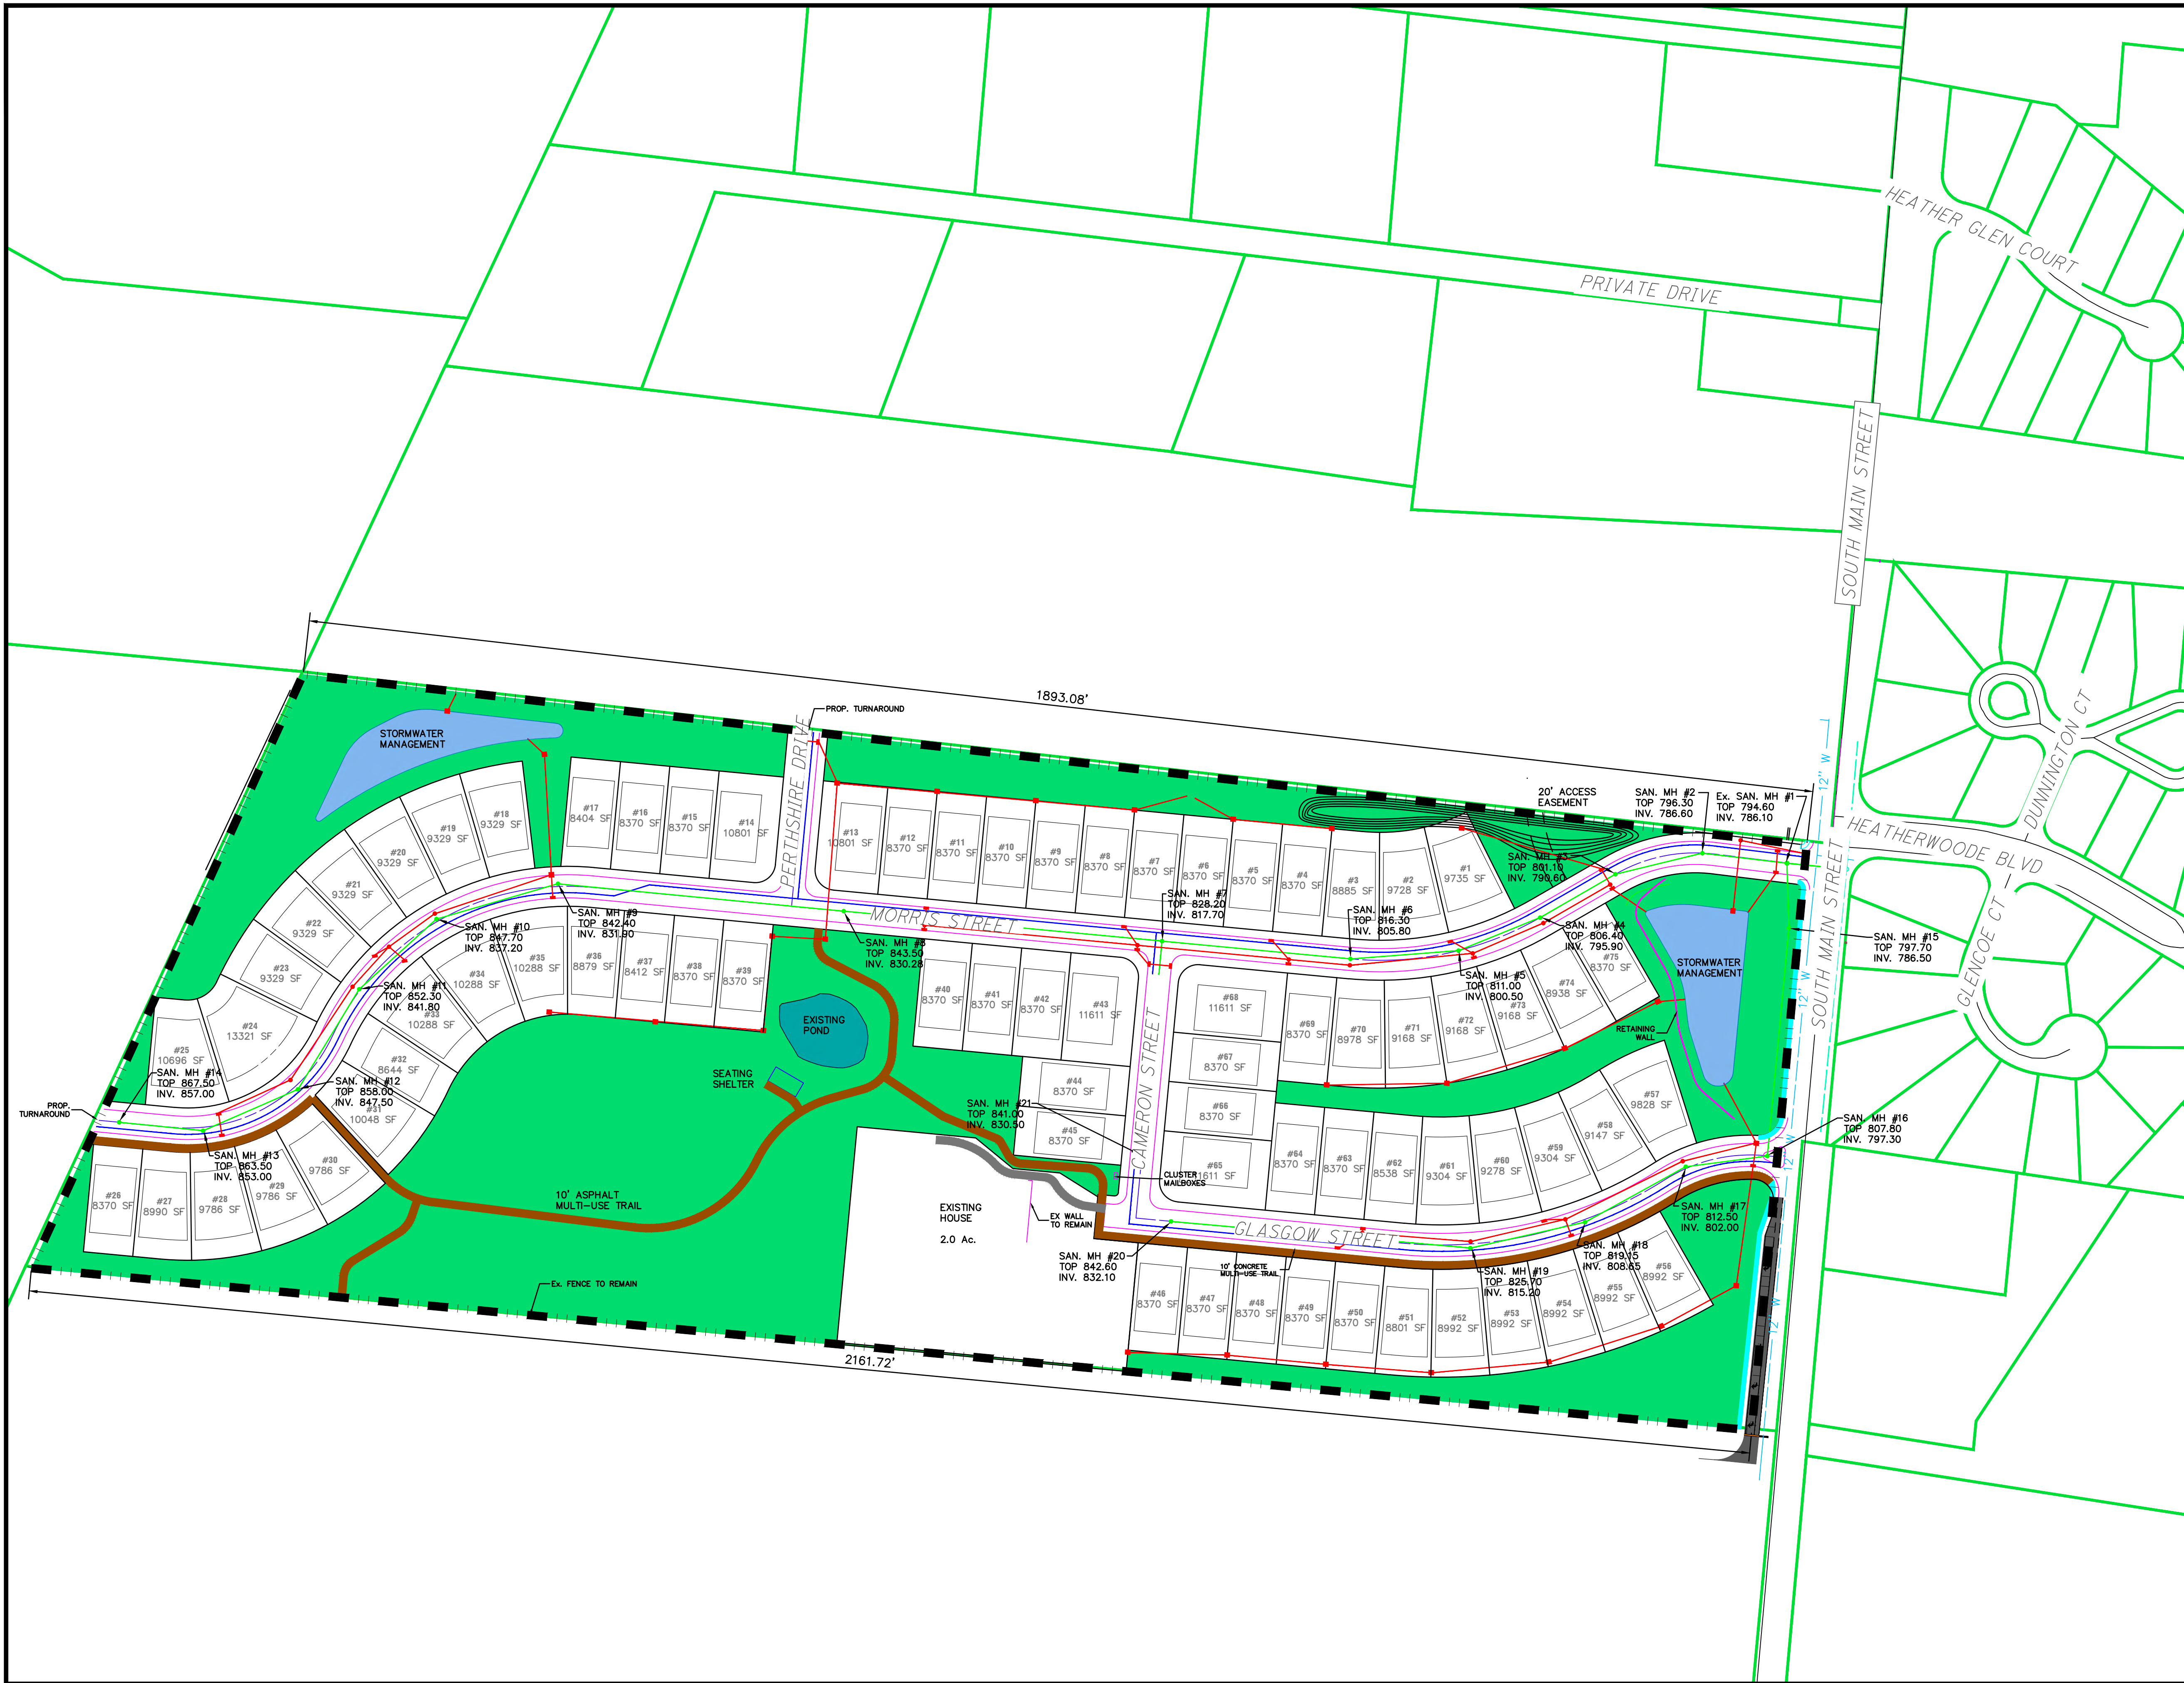 HEATHER GLEN COURT
PRIVATE DRIVE
SOUTH MAIN STREET
1893.08'
PROP. TURNAROUND
PERTHSHIRE DRIVE
STORMWATER
MANAGEMENT
20' ACCESS
EASEMENT
SAN. MH #2
TOP 796.30
INV. 786.60
Ex. SAN. MH #1
TOP 794.60
INV. 786.10
12" W
DUNNINGTON CT
HEATHERWOODE BLVD
#18
9329 SF
#17
8404 SF
#16
8370 SF
#15
8370 SF
#14
10801 SF
#13
10801 SF
#12
8370 SF
#11
8370 SF
#10
8370 SF
#9
8370 SF
#8
8370 SF
#7
8370 SF
#6
8370 SF
#5
8370 SF
#4
8370 SF
#3
8885 SF
#2
9728 SF
#1
9735 SF
#19
9329 SF
#20
9329 SF
#21
9329 SF
#22
9329 SF
#23
9329 SF
#24
13321 SF
#25
10696 SF
SAN. MH #3
TOP 801.10
INV. 790.60
SAN. MH #7
TOP 828.20
INV. 817.70
SAN. MH #6
TOP 816.30
INV. 805.80
SAN. MH #4
TOP 806.40
INV. 795.90
SAN. MH #5
TOP 811.00
INV. 800.50
MORRIS STREET
SAN. MH #8
TOP 843.50
INV. 830.28
SAN. MH #9
TOP 842.40
INV. 831.90
SAN. MH #10
TOP 847.70
INV. 837.20
SAN. MH #11
TOP 852.30
INV. 841.80
SAN. MH #12
TOP 858.00
INV. 847.50
SAN. MH #14
TOP 867.50
INV. 857.00
SAN. MH #13
TOP 863.50
INV. 853.00
PROP.
TURNAROUND
#36
8879 SF
#37
8412 SF
#38
8370 SF
#39
8370 SF
#35
10288 SF
#34
10288 SF
#33
10288 SF
#32
8644 SF
#31
10048 SF
#30
9786 SF
#29
9786 SF
#28
9786 SF
#27
8990 SF
#26
8370 SF
EXISTING
POND
SEATING
SHELTER
#40
8370 SF
#41
8370 SF
#42
8370 SF
#43
11611 SF
#44
8370 SF
#45
8370 SF
CAMERON STREET
SAN. MH #21
TOP 841.00
INV. 830.50
CLUSTER
MAILBOXES
#68
11611 SF
#67
8370 SF
#66
8370 SF
#65
11611 SF
#69
8370 SF
#70
8978 SF
#71
9168 SF
#72
9168 SF
#73
9168 SF
#74
8938 SF
#75
8370 SF
STORMWATER
MANAGEMENT
RETAINING
WALL
SAN. MH #15
TOP 797.70
INV. 786.50
12" W
SOUTH MAIN STREET
GLENCOE CT
#64
8370 SF
#63
8370 SF
#62
8538 SF
#61
9304 SF
#60
9278 SF
#59
9304 SF
#58
9147 SF
#57
9828 SF
SAN. MH #16
TOP 807.80
INV. 797.30
12" W
SAN. MH #17
TOP 812.50
INV. 802.00
SAN. MH #18
TOP 819.15
INV. 808.65
SAN. MH #19
TOP 825.70
INV. 815.20
GLASGOW STREET
10' CONCRETE
MULTI-USE TRAIL
SAN. MH #20
TOP 842.60
INV. 832.10
EXISTING
HOUSE
2.0 Ac.
EX WALL
TO REMAIN
10' ASPHALT
MULTI-USE TRAIL
Ex. FENCE TO REMAIN
#46
8370 SF
#47
8370 SF
#48
8370 SF
#49
8370 SF
#50
8370 SF
#51
8801 SF
#52
8992 SF
#53
8992 SF
#54
8992 SF
#55
8992 SF
#56
8992 SF
12" W
2161.72'